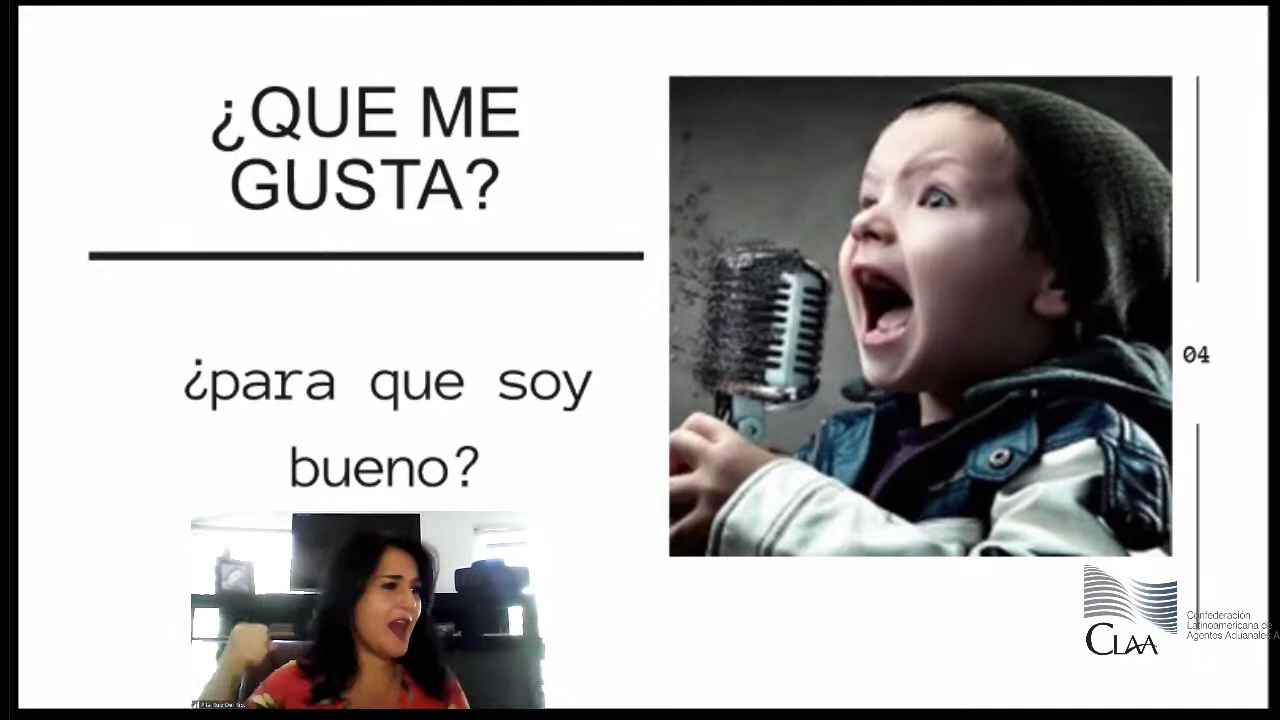 ¿QUE ME
GUSTA?
¿para que soy
bueno?
04
CLAA
Confederación
Latinoamericana de
Agentes Aduanales A